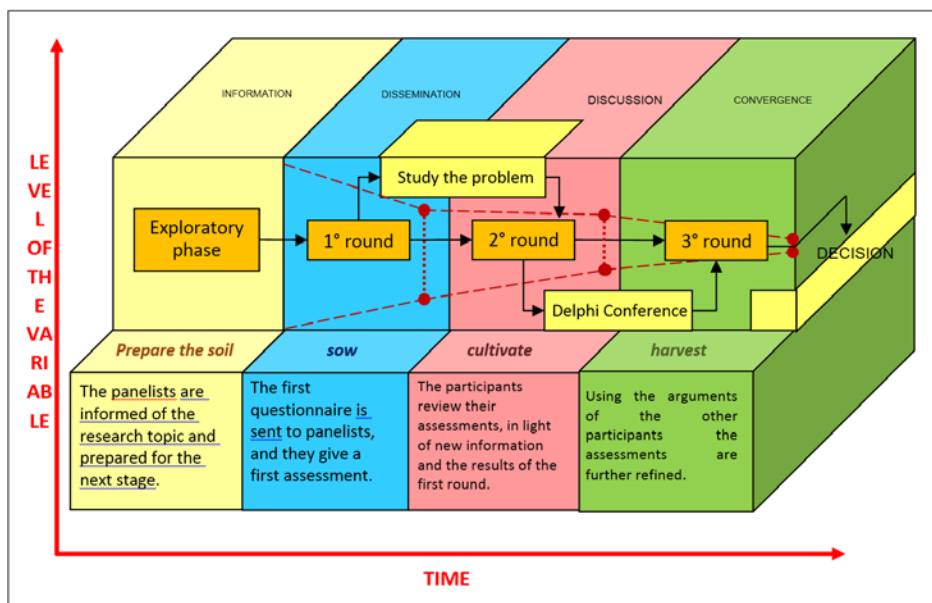 INFORMATION
DISSEMINATION
DISCUSSION
CONVERGENCE
LE
VE
L OF
TH
E
VA
RI
AB
LE
Exploratory
phase
1° round
Study the problem
2° round
Delphi Conference
3° round
DECISION
Prepare the soil
sow
cultivate
harvest
The panelists are
informed of the
research topic and
prepared for the
next stage.
The first
questionnaire is
sent to panelists,
and they give a
first assessment.
The participants
review their
assessments, in
light of new information
and the results of the
first round.
Using the arguments
of the other
participants the
assessments are
further refined.
TIME